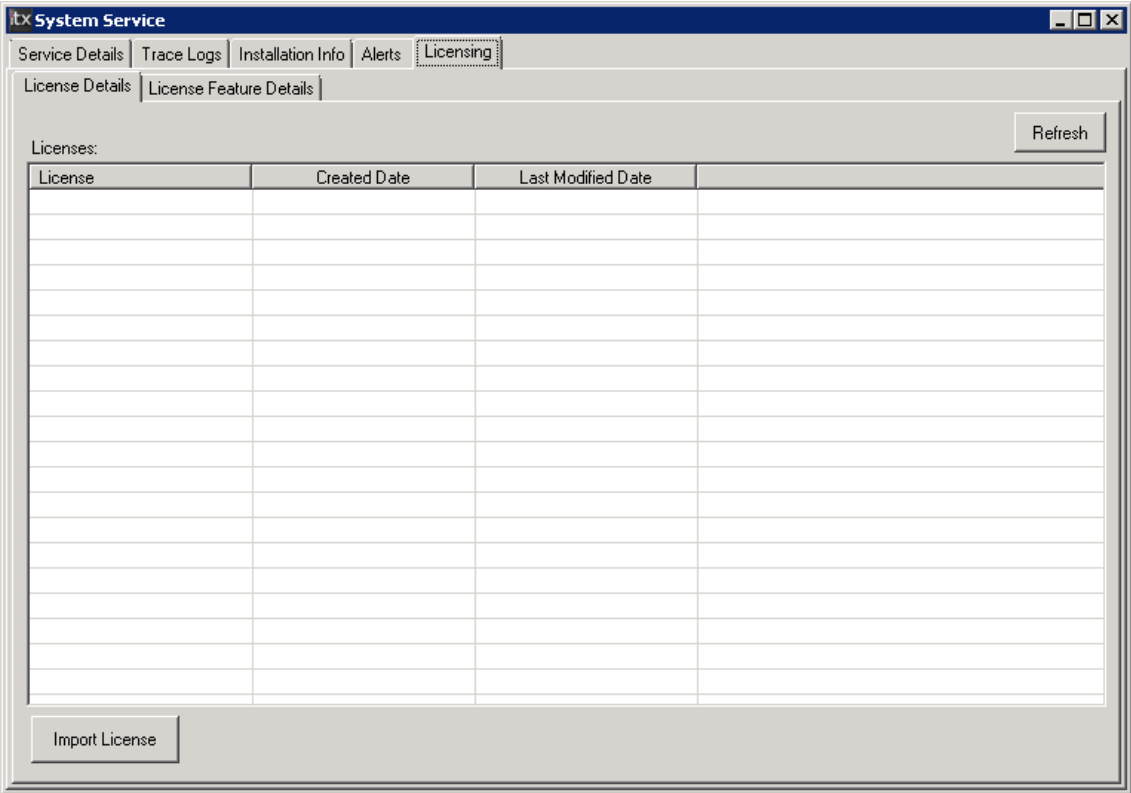 itx System Service
Service Details Trace Logs Installation Info Alerts Licensing
License Details License Feature Details
Refresh
Licenses:
License Created Date Last Modified Date
Import License